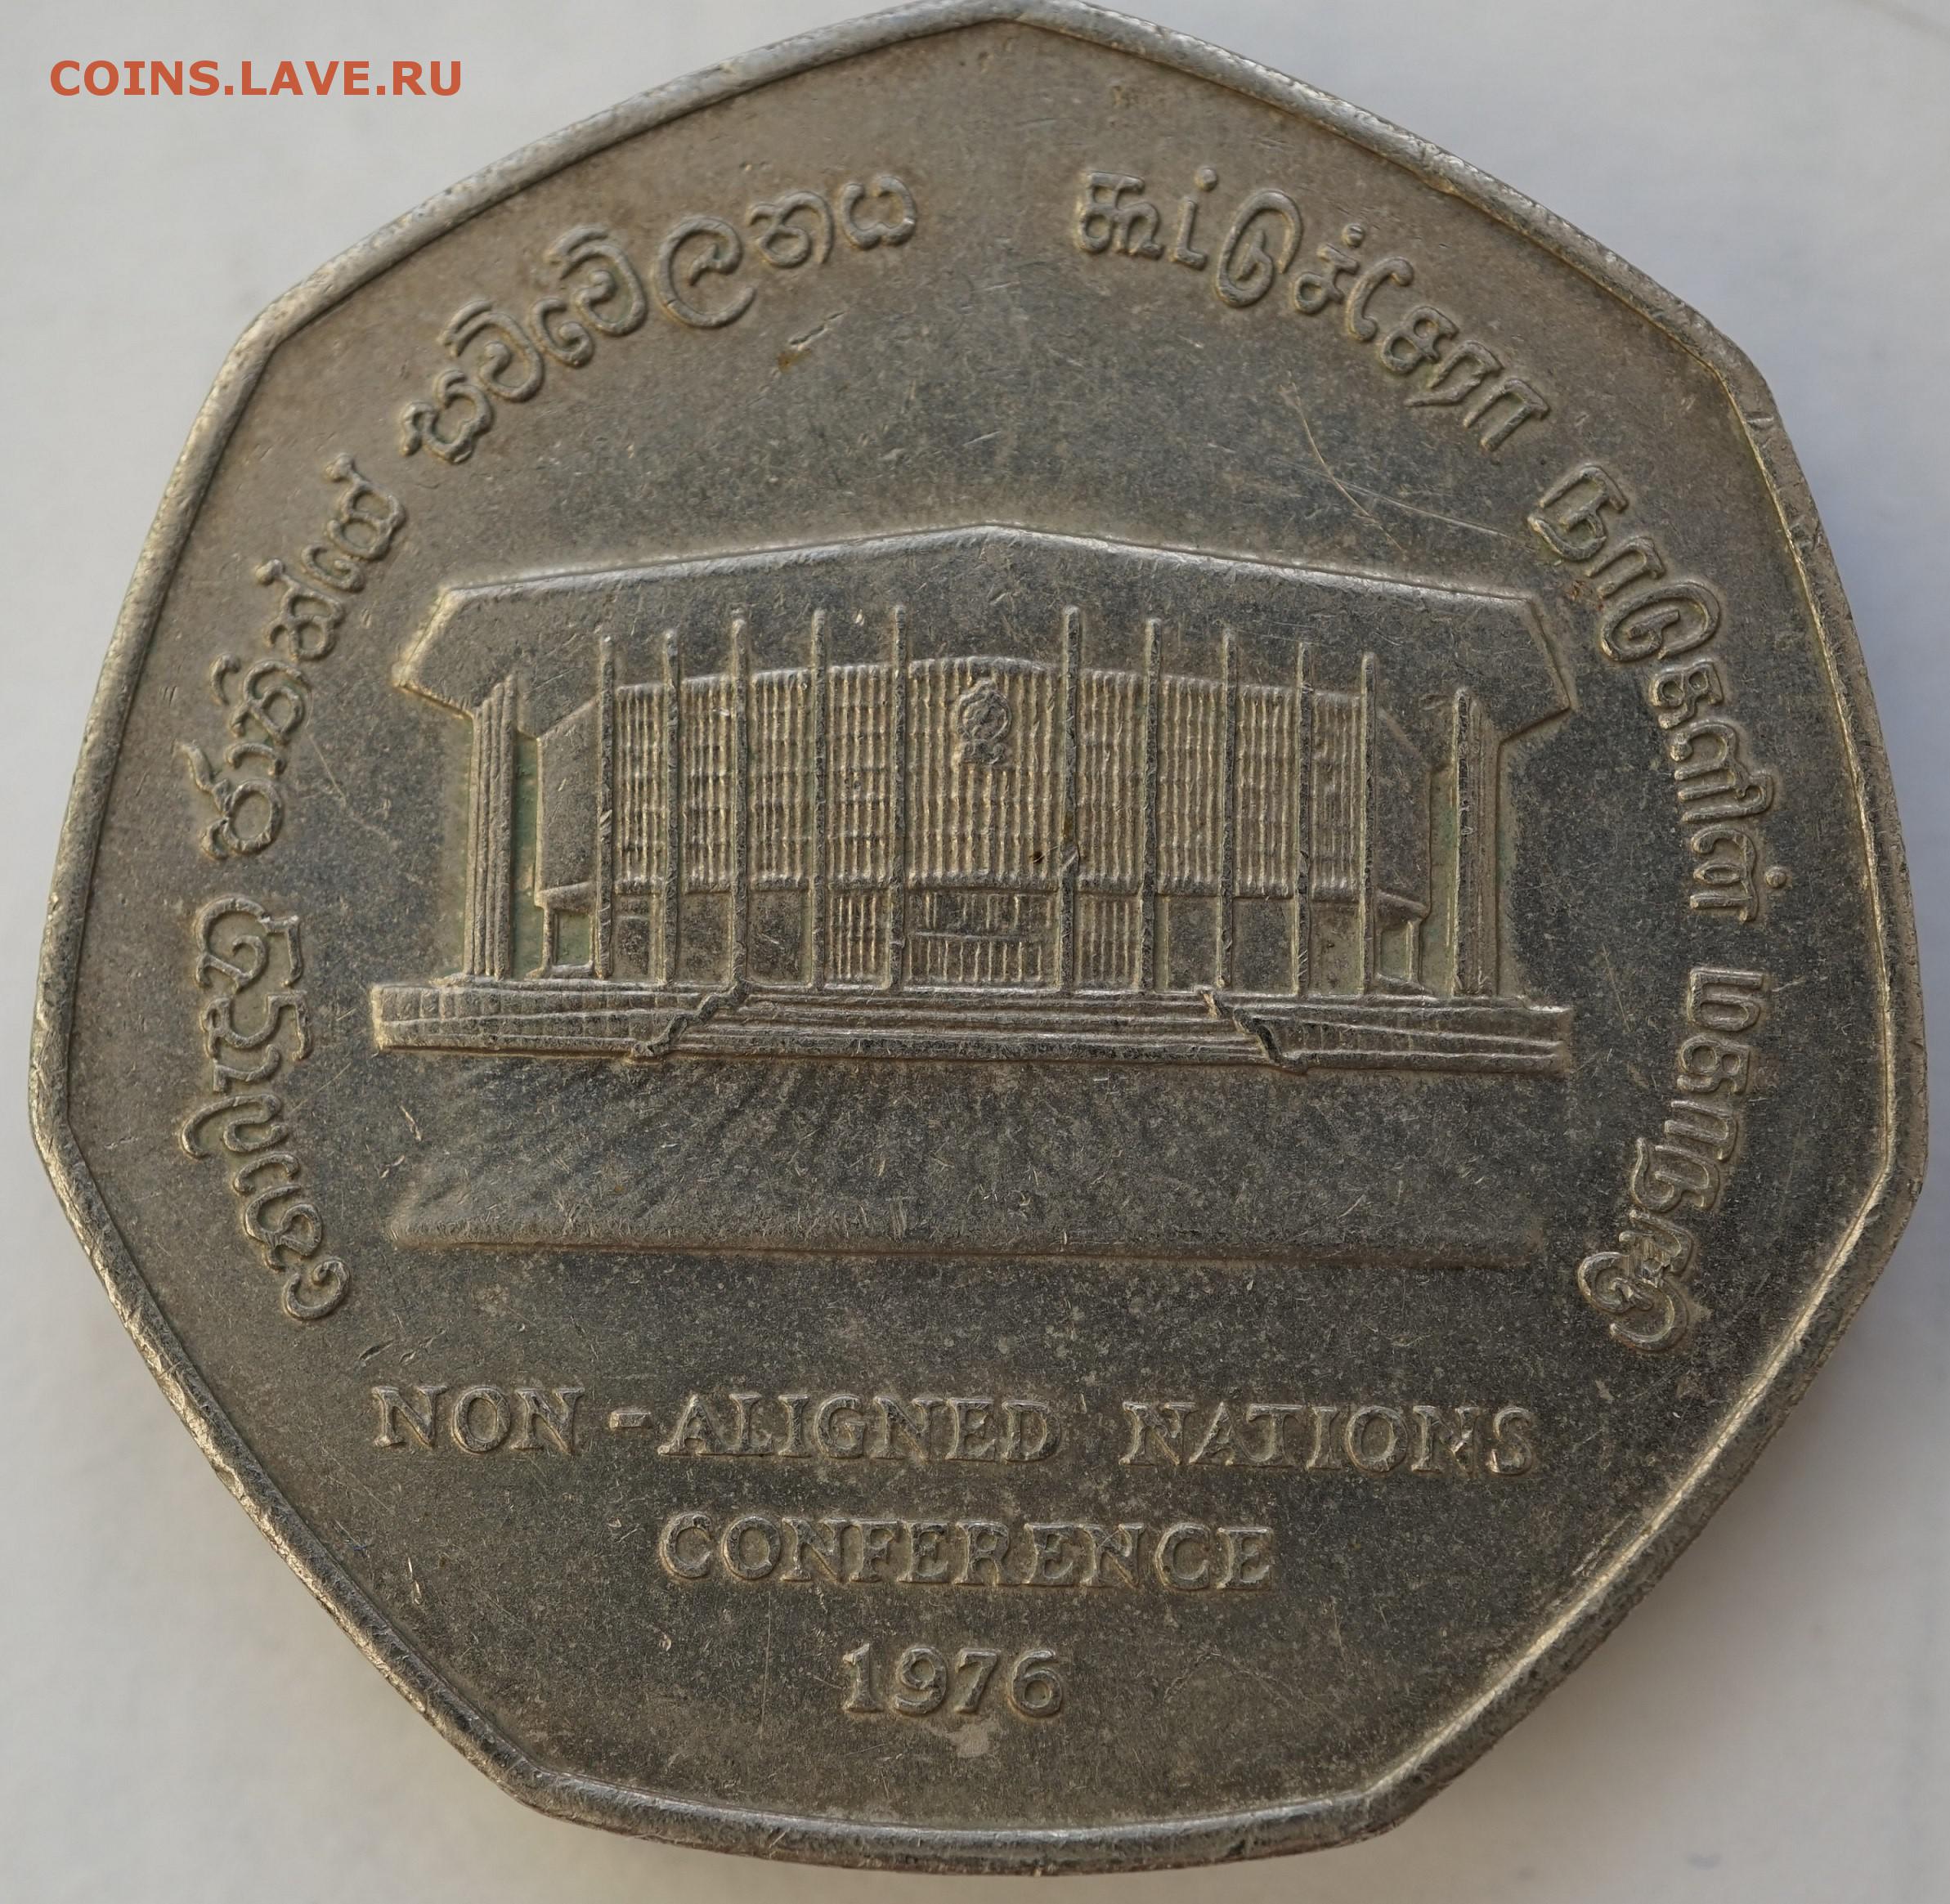 COINS.LAVE.RU
නොබැඳි ජාතීන්ගේ සම්මේලනය
கூட்டுச்சேரா நாடுகளின் மகாநாடு
NON-ALIGNED NATIONS
CONFERENCE
1976